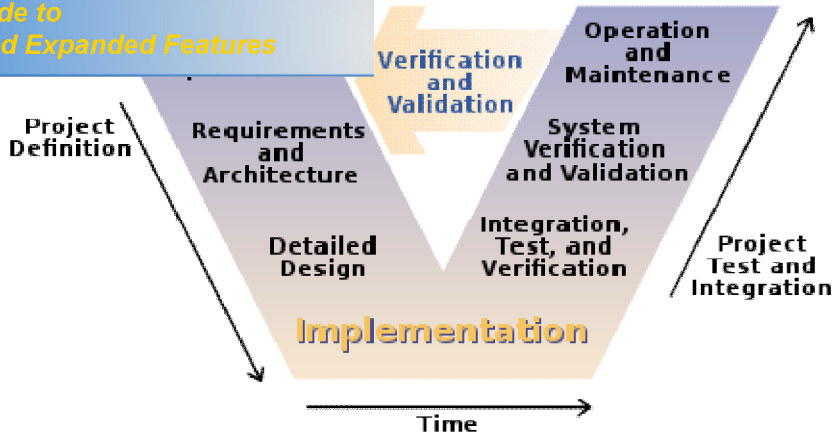 de to
d Expanded Features
Verification
and
Validation
Operation
and
Maintenance
Project
Definition
Requirements
and
Architecture
System
Verification
and Validation
Detailed
Design
Integration,
Test, and
Verification
Project
Test and
Integration
Implementation
Time